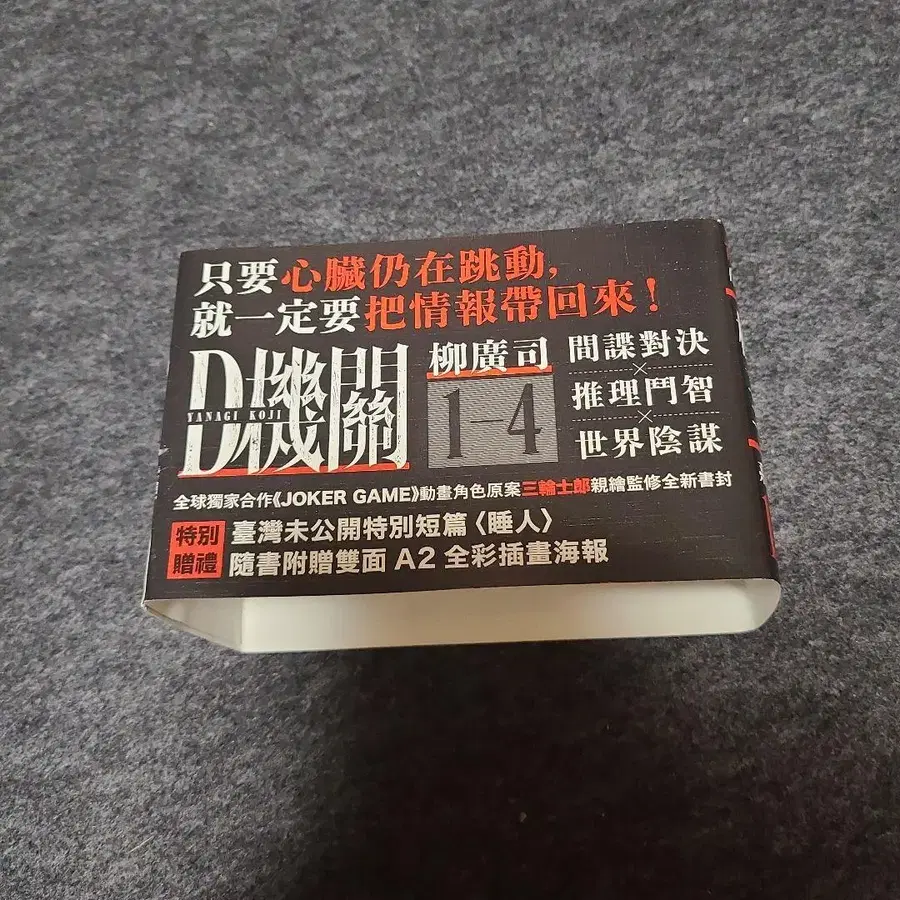 只要心臟仍在跳動,
就一定要把情報帶回來！
D機關
YANAGI KOJI
柳廣司
1-4
間諜對決
×
推理鬥智
×
世界陰謀
全球獨家合作《JOKER GAME》動畫角色原案三輪士郎親繪監修全新書封
特別
贈禮
臺灣未公開特別短篇〈睡人〉
隨書附贈雙面 A2 全彩插畫海報